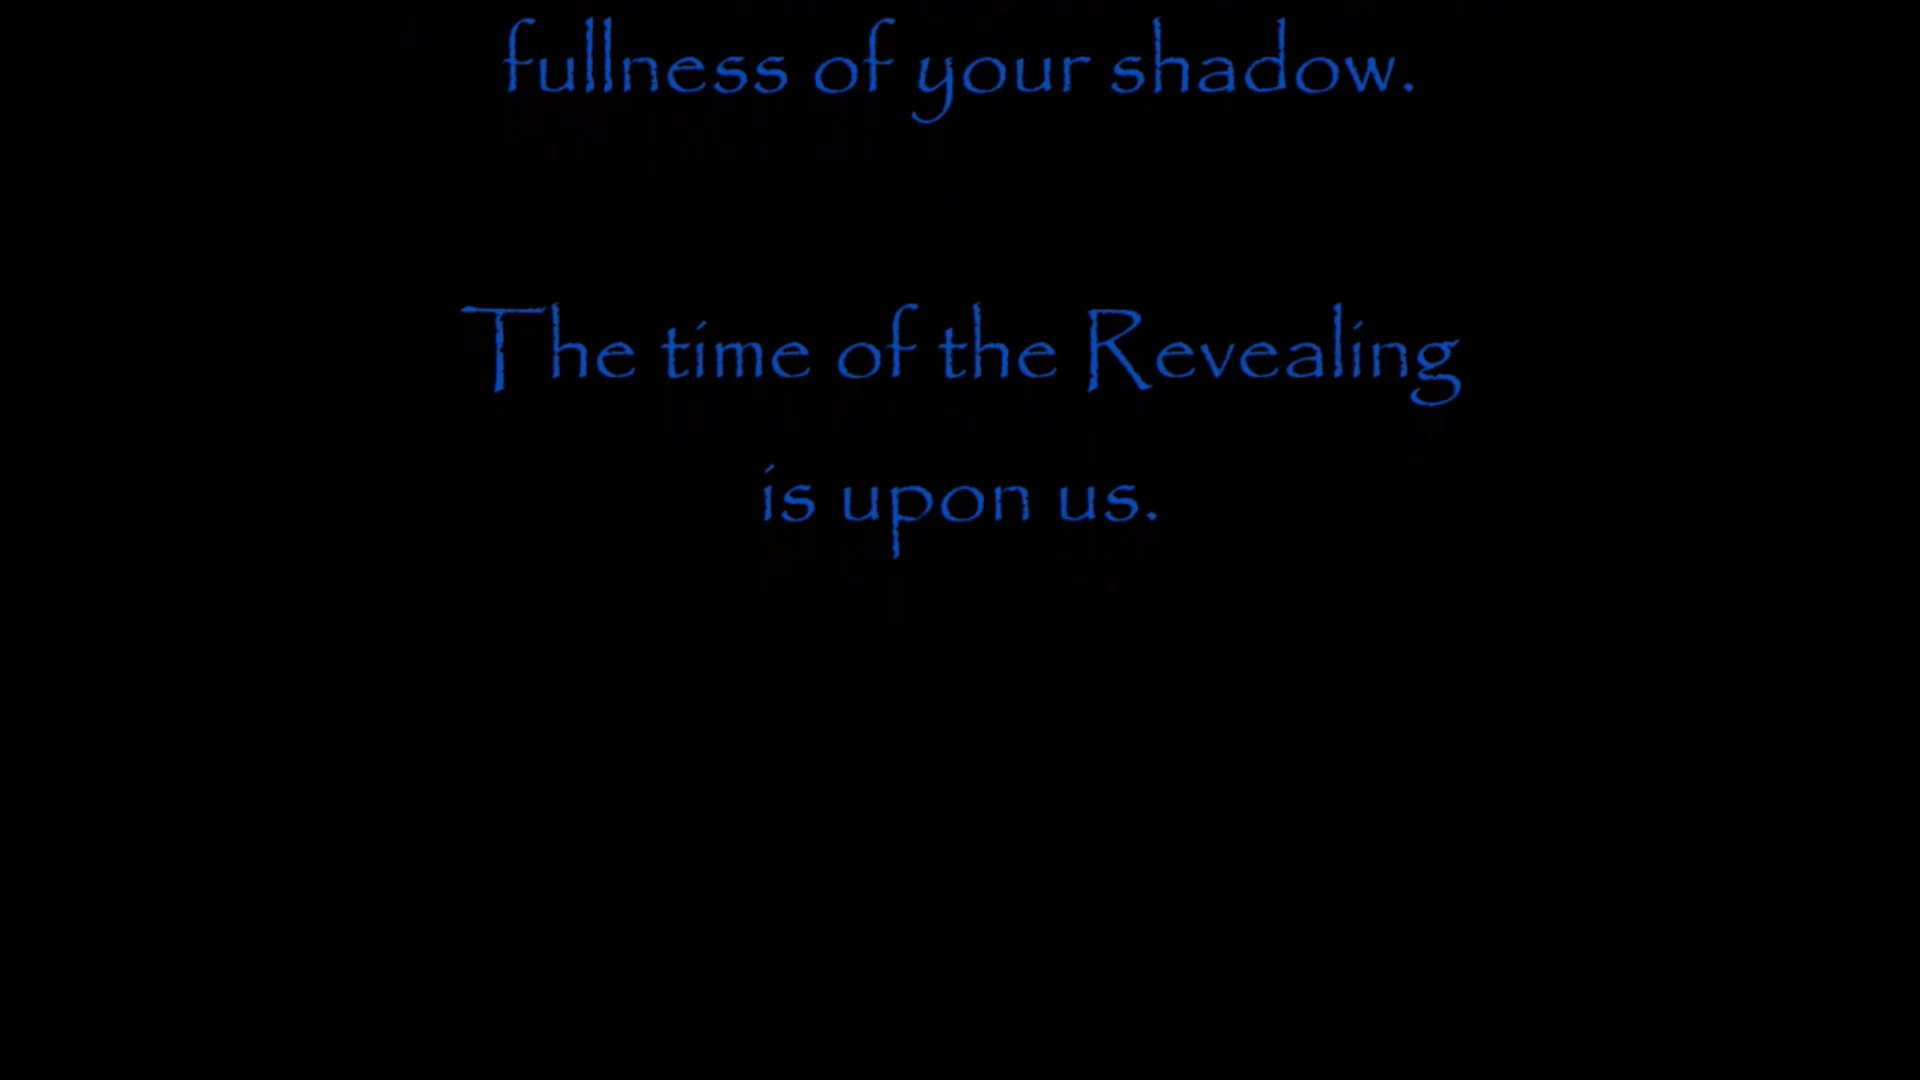 fullness of your shadow.
The time of the Revealing
is upon us.